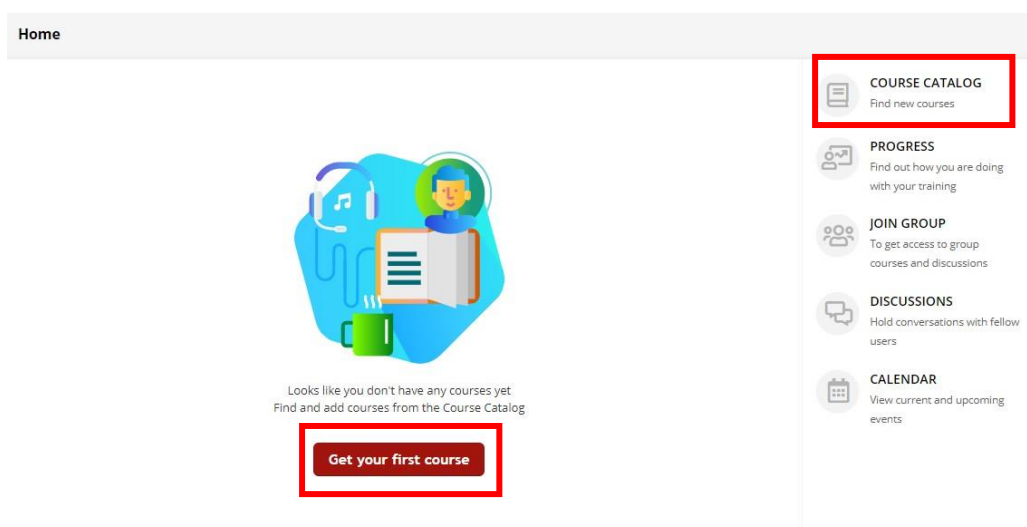 Home
COURSE CATALOG
Find new courses
PROGRESS
Find out how you are doing
with your training
JOIN GROUP
To get access to group
courses and discussions
DISCUSSIONS
Hold conversations with fellow
users
CALENDAR
View current and upcoming
events
Looks like you don't have any courses yet
Find and add courses from the Course Catalog
Get your first course